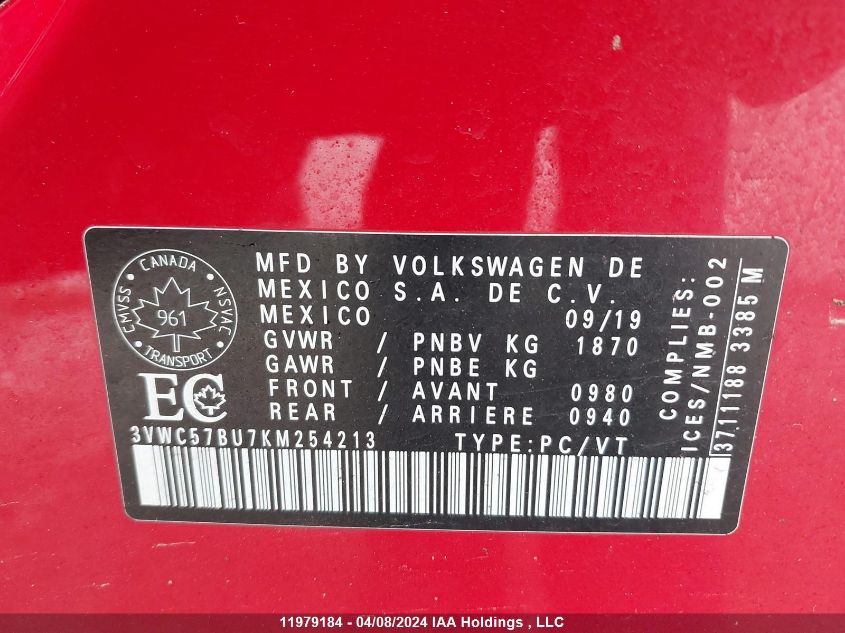 CANADA
CMVSS
NSVAC
961
TRANSPORT
EC
MFD BY VOLKSWAGEN DE
MEXICO S.A. DE C.V.
MEXICO 09/19
GVWR / PNBV KG 1870
GAWR / PNBE KG
FRONT / AVANT 0980
REAR / ARRIERE 0940
3VWC57BU7KM254213 TYPE:PC/VT
COMPLIES:
ICES/NMB-002
37.11188 3385 M
11979184 - 04/08/2024 IAA Holdings , LLC